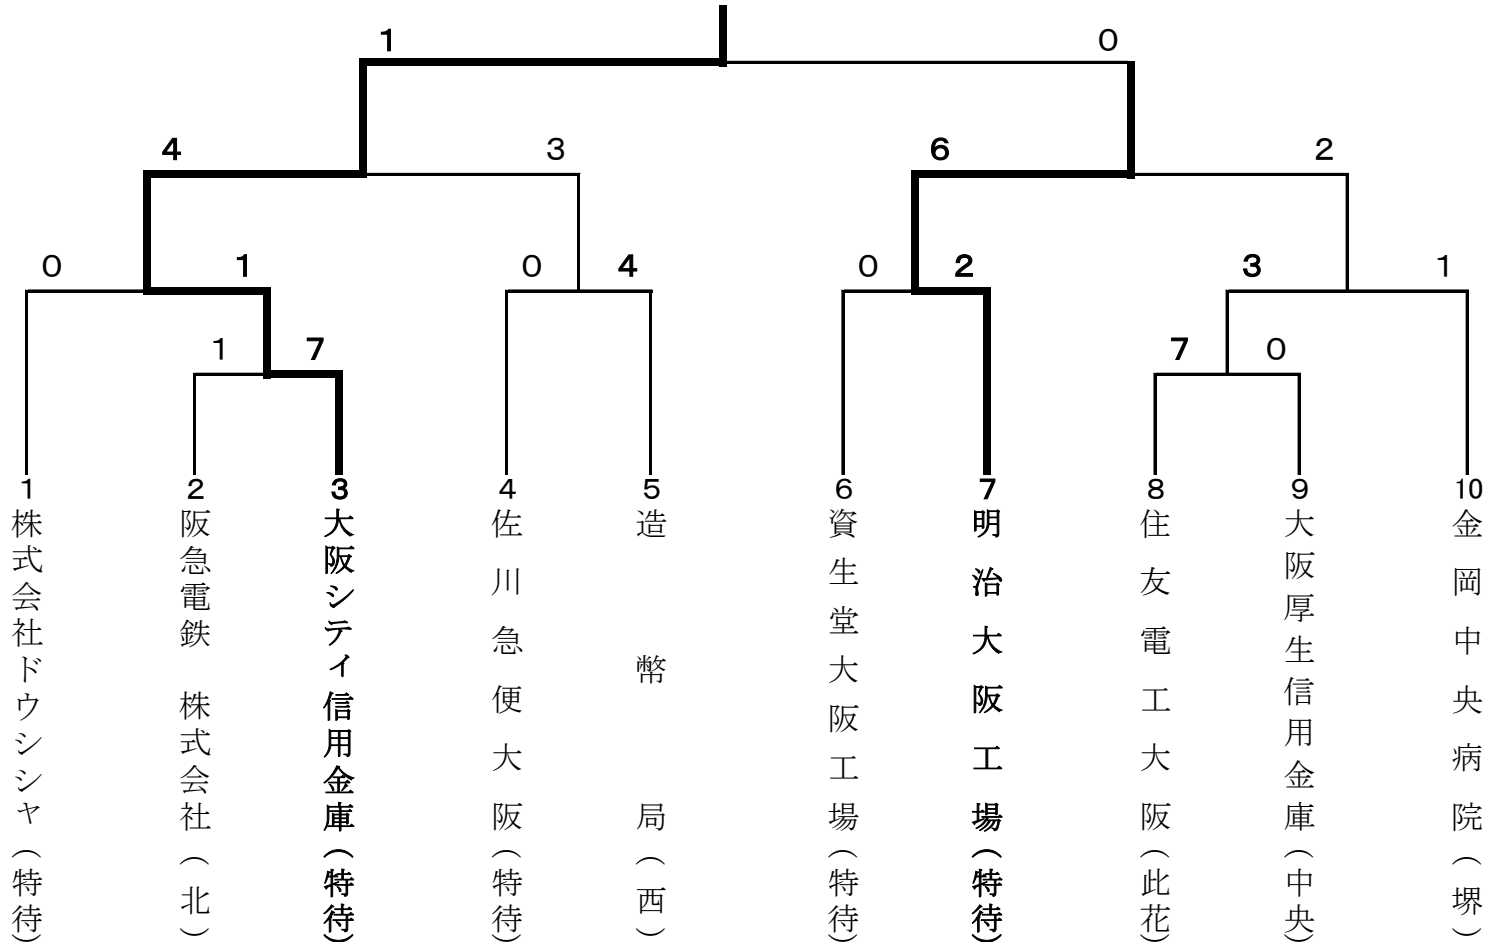 1 0
4 3 6 2
0 1 0 4 0 2 3 1
1 7 7 0
1 2 3 4 5 6 7 8 9 10
株式会社ドウシシャ(特待)
阪急電鉄 株式会社(北)
大阪シティ信用金庫(特待)
佐川急便大阪(特待)
造幣局(西)
資生堂大阪工場(特待)
明治大阪工場(特待)
住友電工大阪(此花)
大阪厚生信用金庫(中央)
金岡中央病院(堺)